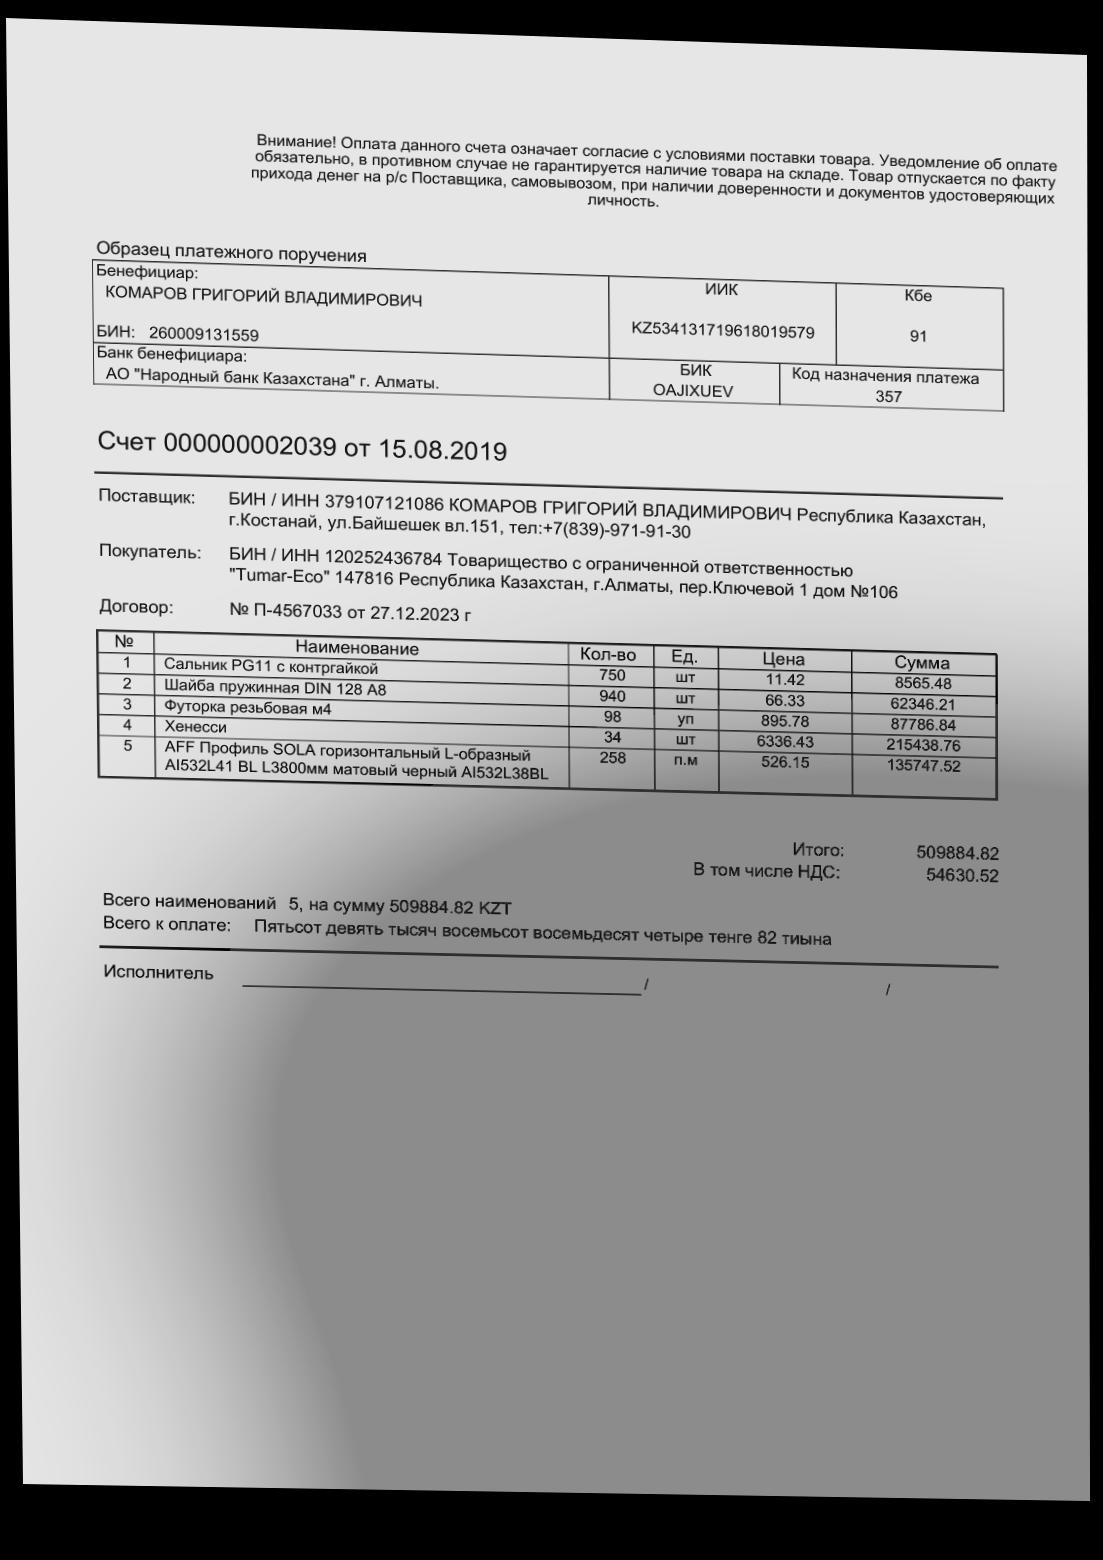 Внимание! Оплата данного счета означает согласие с условиями поставки товара. Уведомление об оплате
обязательно, в противном случае не гарантируется наличие товара на складе. Товар отпускается по факту
прихода денег на р/с Поставщика, самовывозом, при наличии доверенности и документов удостоверяющих
личность.
Образец платежного поручения
Бенефициар: ИИК Кбе
КОМАРОВ ГРИГОРИЙ ВЛАДИМИРОВИЧ
KZ534131719618019579 91
БИН: 260009131559
Банк бенефициара: БИК Код назначения платежа
АО "Народный банк Казахстана" г. Алматы. OAJIXUEV 357
Счет 000000002039 от 15.08.2019
Поставщик: БИН / ИНН 379107121086 КОМАРОВ ГРИГОРИЙ ВЛАДИМИРОВИЧ Республика Казахстан,
г.Костанай, ул.Байшешек вл.151, тел:+7(839)-971-91-30
Покупатель: БИН / ИНН 120252436784 Товарищество с ограниченной ответственностью
"Tumar-Eco" 147816 Республика Казахстан, г.Алматы, пер.Ключевой 1 дом №106
Договор: № П-4567033 от 27.12.2023 г
№ Наименование Кол-во Ед. Цена Сумма
1 Сальник PG11 с контргайкой 750 шт 11.42 8565.48
2 Шайба пружинная DIN 128 А8 940 шт 66.33 62346.21
3 Футорка резьбовая м4 98 уп 895.78 87786.84
4 Хенесси 34 шт 6336.43 215438.76
5 AFF Профиль SOLA горизонтальный L-образный 258 п.м 526.15 135747.52
AI532L41 BL L3800мм матовый черный AI532L38BL
Итого: 509884.82
В том числе НДС: 54630.52
Всего наименований 5, на сумму 509884.82 KZT
Всего к оплате: Пятьсот девять тысяч восемьсот восемьдесят четыре тенге 82 тиына
Исполнитель / /